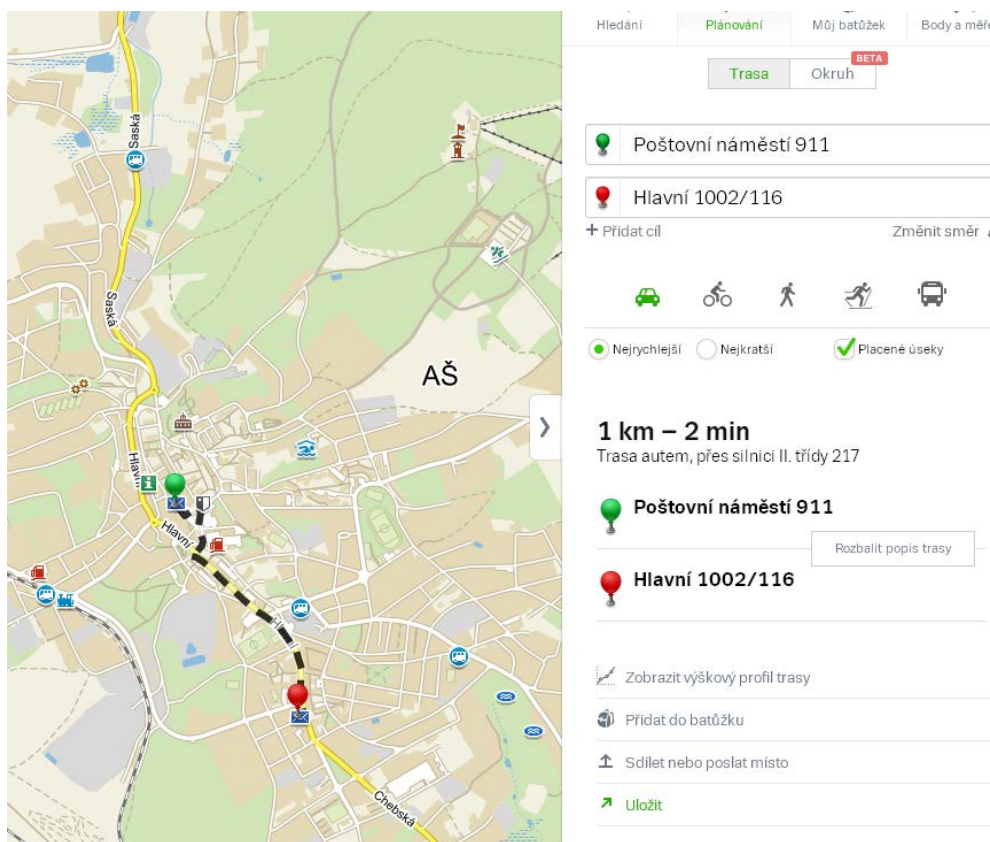 Hledání Plánování Můj batůžek Body a měře
BETA
Trasa Okruh
Poštovní náměstí 911
Hlavní 1002/116
+ Přidat cíl Změnit směr
Nejrychlejší Nejkratší Placené úseky
1 km – 2 min
Trasa autem, přes silnici II. třídy 217
Poštovní náměstí 911
Rozbalit popis trasy
Hlavní 1002/116
Zobrazit výškový profil trasy
Přidat do batůžku
Sdílet nebo poslat místo
Uložit
Saská
Saská
AŠ
Hlavní
Hlavní
Hlavní
Chebská